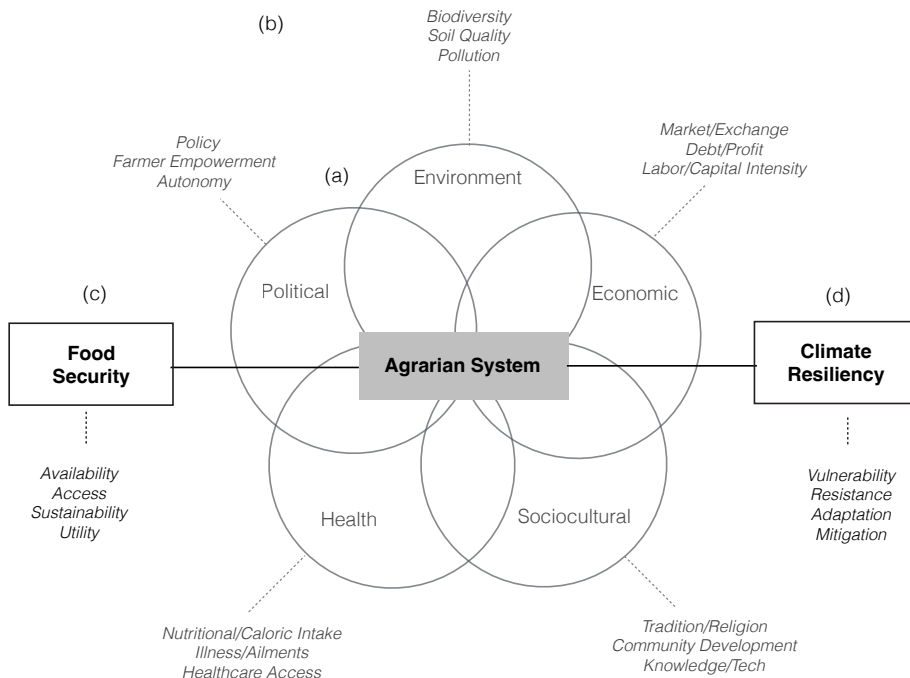 (b)
Biodiversity
Soil Quality
Pollution
Policy
Farmer Empowerment
Autonomy
Market/Exchange
Debt/Profit
Labor/Capital Intensity
(a)
Environment
Political
Economic
(c)
(d)
Food
Security
Agrarian System
Climate
Resiliency
Availability
Access
Sustainability
Utility
Vulnerability
Resistance
Adaptation
Mitigation
Health
Sociocultural
Nutritional/Caloric Intake
Illness/Ailments
Healthcare Access
Tradition/Religion
Community Development
Knowledge/Tech